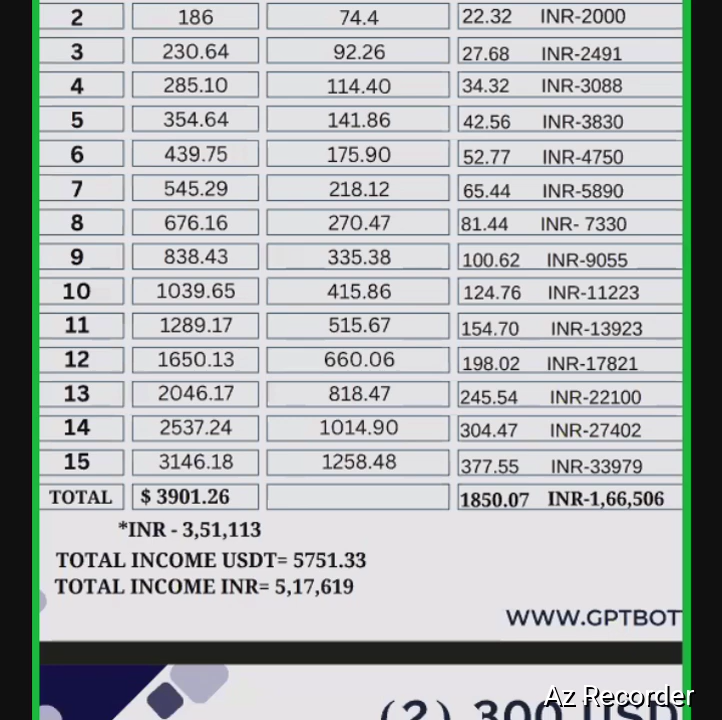 2 186 74.4 22.32 INR-2000
3 230.64 92.26 27.68 INR-2491
4 285.10 114.40 34.32 INR-3088
5 354.64 141.86 42.56 INR-3830
6 439.75 175.90 52.77 INR-4750
7 545.29 218.12 65.44 INR-5890
8 676.16 270.47 81.44 INR- 7330
9 838.43 335.38 100.62 INR-9055
10 1039.65 415.86 124.76 INR-11223
11 1289.17 515.67 154.70 INR-13923
12 1650.13 660.06 198.02 INR-17821
13 2046.17 818.47 245.54 INR-22100
14 2537.24 1014.90 304.47 INR-27402
15 3146.18 1258.48 377.55 INR-33979
TOTAL $ 3901.26 1850.07 INR-1,66,506
*INR - 3,51,113
TOTAL INCOME USDT= 5751.33
TOTAL INCOME INR= 5,17,619
WWW.GPTBOT
(2) 300 USD
Az Recorder